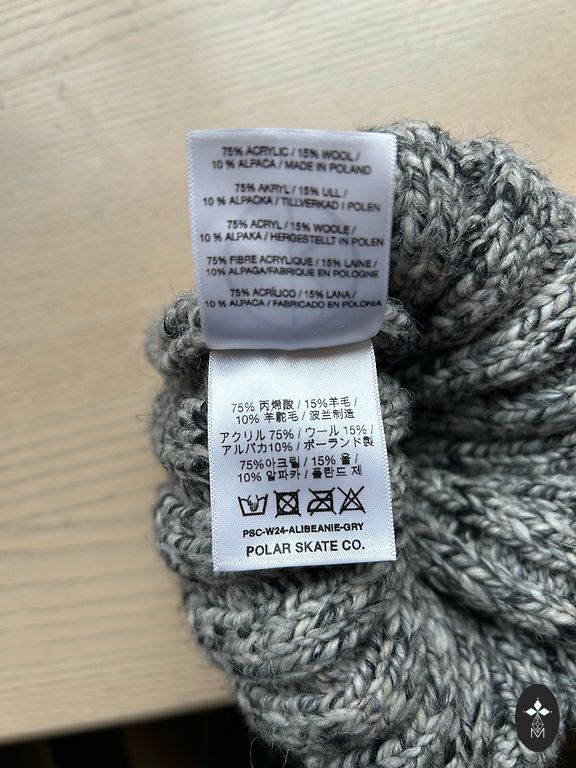 75% ACRYLIC / 15% WOOL /
10 % ALPACA / MADE IN POLAND
75% AKRYL / 15% ULL /
10 % ALPACKA / TILLVERKAD I POLEN
75% ACRYL / 15% WOOLE /
10 % ALPAKA / HERGESTELLT IN POLEN
75% FIBRE ACRYLIQUE / 15% LAINE /
10% ALPAGA/FABRIQUE EN POLOGNE
75% ACRÍLICO / 15% LANA /
10 % ALPACA / FABRICADO EN POLONIA
75% 丙烯酸 / 15%羊毛 /
10% 羊驼毛 / 波兰制造
アクリル 75% / ウール 15% /
アルパカ10% / ポーランド製
75%아크릴 / 15% 울 /
10% 알파카 / 폴란드 제
PSC-W24-ALIBEANIE-GRY
POLAR SKATE CO.
M